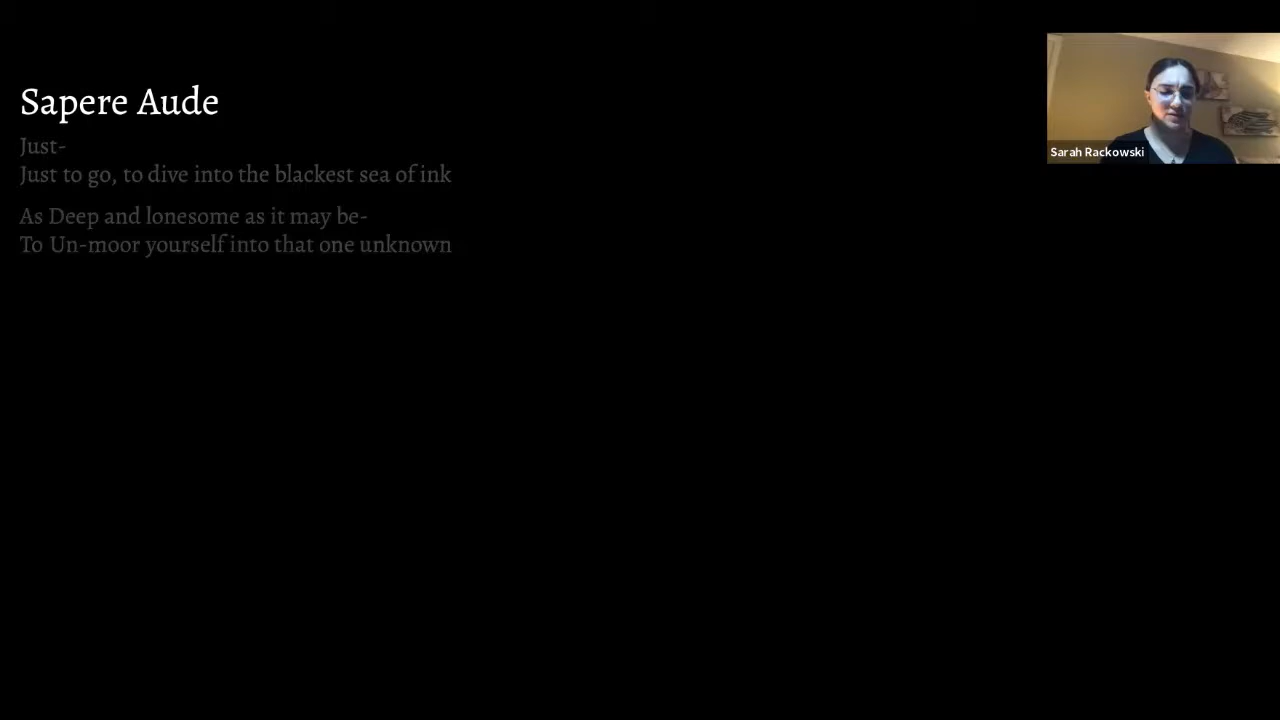 Sapere Aude
Just-
Just to go, to dive into the blackest sea of ink
As Deep and lonesome as it may be-
To Un-moor yourself into that one unknown
Sarah Rackowski